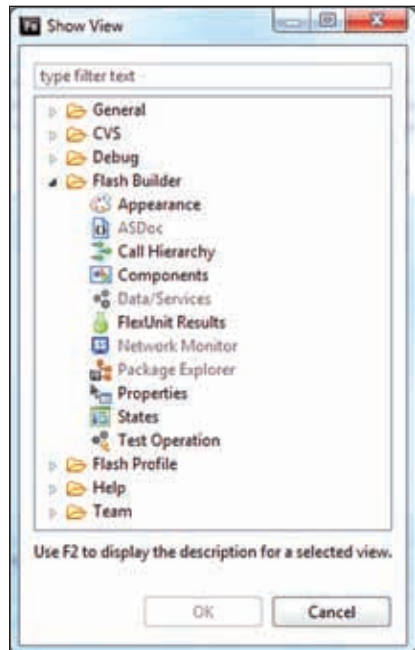 Show View
type filter text
General
CVS
Debug
Flash Builder
Appearance
ASDoc
Call Hierarchy
Components
Data/Services
FlexUnit Results
Network Monitor
Package Explorer
Properties
States
Test Operation
Flash Profile
Help
Team
Use F2 to display the description for a selected view.
OK
Cancel